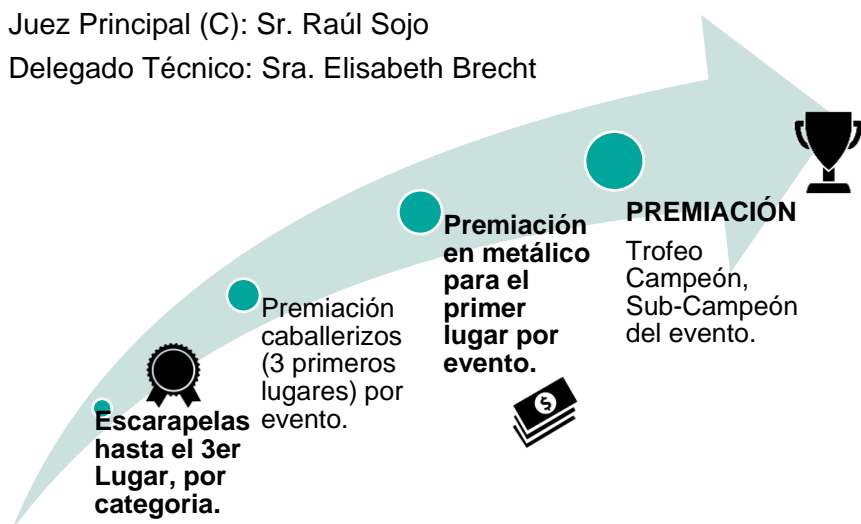 Juez Principal (C): Sr. Raúl Sojo
Delegado Técnico: Sra. Elisabeth Brecht
Escarapelas
hasta el 3er
Lugar, por
categoria.
Premiación
caballerizos
(3 primeros
lugares) por
evento.
Premiación
en metálico
para el
primer
lugar por
evento.
$
PREMIACIÓN
Trofeo
Campeón,
Sub-Campeón
del evento.